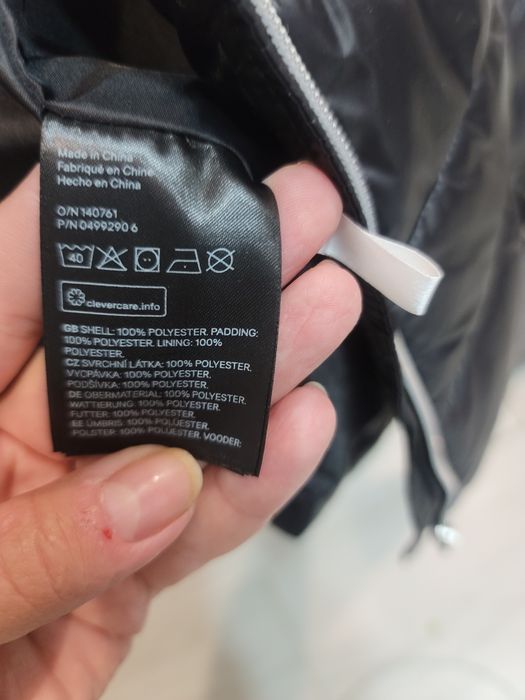 Made in China
Fabriqué en Chine
Hecho en China
O/N 140761
P/N 0499290 6
40
clevercare.info
GB SHELL: 100% POLYESTER. PADDING:
100% POLYESTER. LINING: 100%
POLYESTER.
CZ SVRCHNÍ LÁTKA: 100% POLYESTER.
VÝCPÁVKA: 100% POLYESTER.
PODŠÍVKA: 100% POLYESTER.
DE OBERMATERIAL: 100% POLYESTER.
WATTIERUNG: 100% POLYESTER.
FUTTER: 100% POLYESTER.
EE ÜMBRIS: 100% POLÜESTER.
POLSTER: 100% POLÜESTER. VOODER: